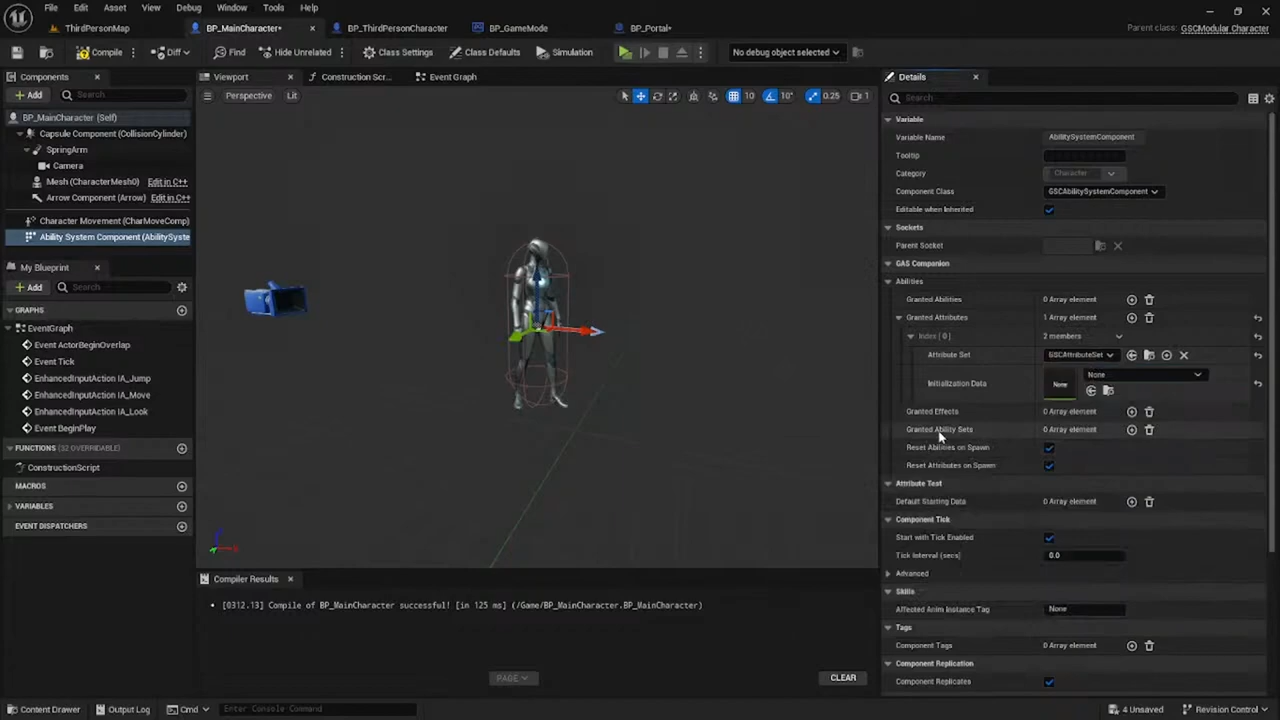 File Edit Asset View Debug Window Tools Help
ThirdPersonMap BP_MainCharacter* BP_ThirdPersonCharacter BP_GameMode BP_Portal* Parent class: GSCModular Character
Compile Diff Find Hide Unrelated Class Settings Class Defaults Simulation No debug object selected
Components
Add Search
BP_MainCharacter (Self)
Capsule Component (CollisionCylinder)
SpringArm
Camera
Mesh (CharacterMesh0) Edit in C++
Arrow Component (Arrow) Edit in C++
Character Movement (CharMoveComp)
Ability System Component (AbilitySyste
My Blueprint
Add Search
GRAPHS
EventGraph
Event ActorBeginOverlap
Event Tick
EnhancedInputAction IA_Jump
EnhancedInputAction IA_Move
EnhancedInputAction IA_Look
Event BeginPlay
FUNCTIONS (32 OVERRIDABLE)
ConstructionScript
MACROS
VARIABLES
EVENT DISPATCHERS
Viewport Construction Scr... Event Graph
Perspective Lit 10 10° 0.25 1
Compiler Results
[0312.13] Compile of BP_MainCharacter successful! [in 125 ms] (/Game/BP_MainCharacter.BP_MainCharacter)
PAGE CLEAR
Details
Search
Variable
Variable Name AbilitySystemComponent
Tooltip
Category Character
Component Class GSCAbilitySystemComponent
Editable when Inherited
Sockets
Parent Socket
GAS Companion
Abilities
Granted Abilities 0 Array element
Granted Attributes 1 Array element
Index [ 0 ] 2 members
Attribute Set GSCAttributeSet
Initialization Data None None
Granted Effects 0 Array element
Granted Ability Sets 0 Array element
Reset Abilities on Spawn
Reset Attributes on Spawn
Attribute Test
Default Starting Data 0 Array element
Component Tick
Start with Tick Enabled
Tick Interval (secs) 0.0
Advanced
Skills
Affected Anim Instance Tag None
Tags
Component Tags 0 Array element
Component Replication
Component Replicates
Content Drawer Output Log Cmd Enter Console Command 4 Unsaved Revision Control